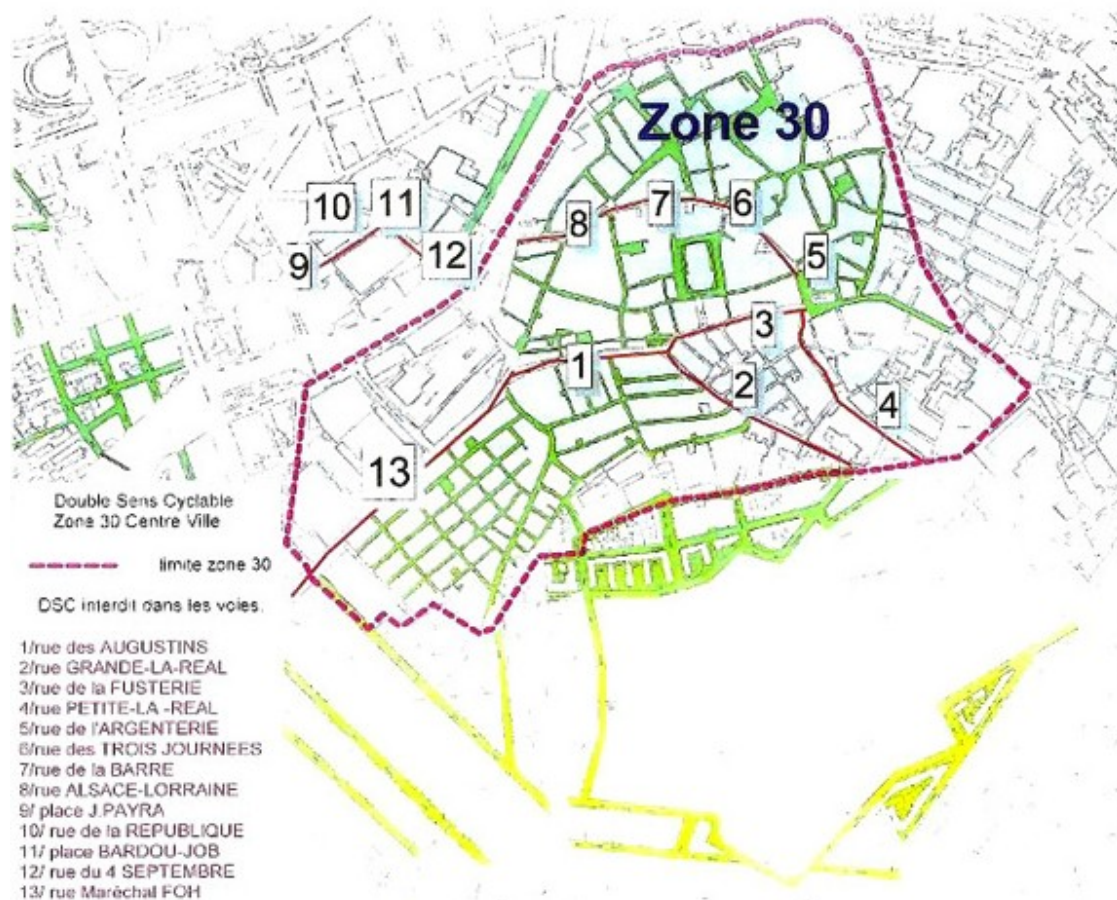 Zone 30
10
11
7
6
8
9
12
5
3
1
2
4
13
Double Sens Cyclable
Zone 30 Centre Ville
limite zone 30
DSC interdit dans les voies.
1/rue des AUGUSTINS
2/rue GRANDE-LA-REAL
3/rue de la FUSTERIE
4/rue PETITE-LA -REAL
5/rue de l'ARGENTERIE
6/rue des TROIS JOURNEES
7/rue de la BARRE
8/rue ALSACE-LORRAINE
9/ place J.PAYRA
10/ rue de la REPUBLIQUE
11/ place BARDOU-JOB
12/ rue du 4 SEPTEMBRE
13/ rue Maréchal FOH